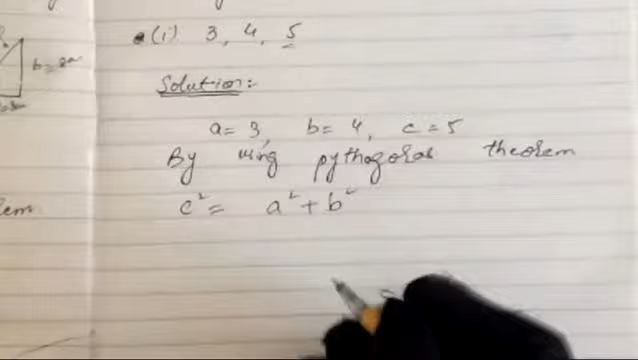 (i) 3, 4, 5
Solution:-
a = 3, b = 4, c = 5
By using pythagoras theorem
c² = a² + b²